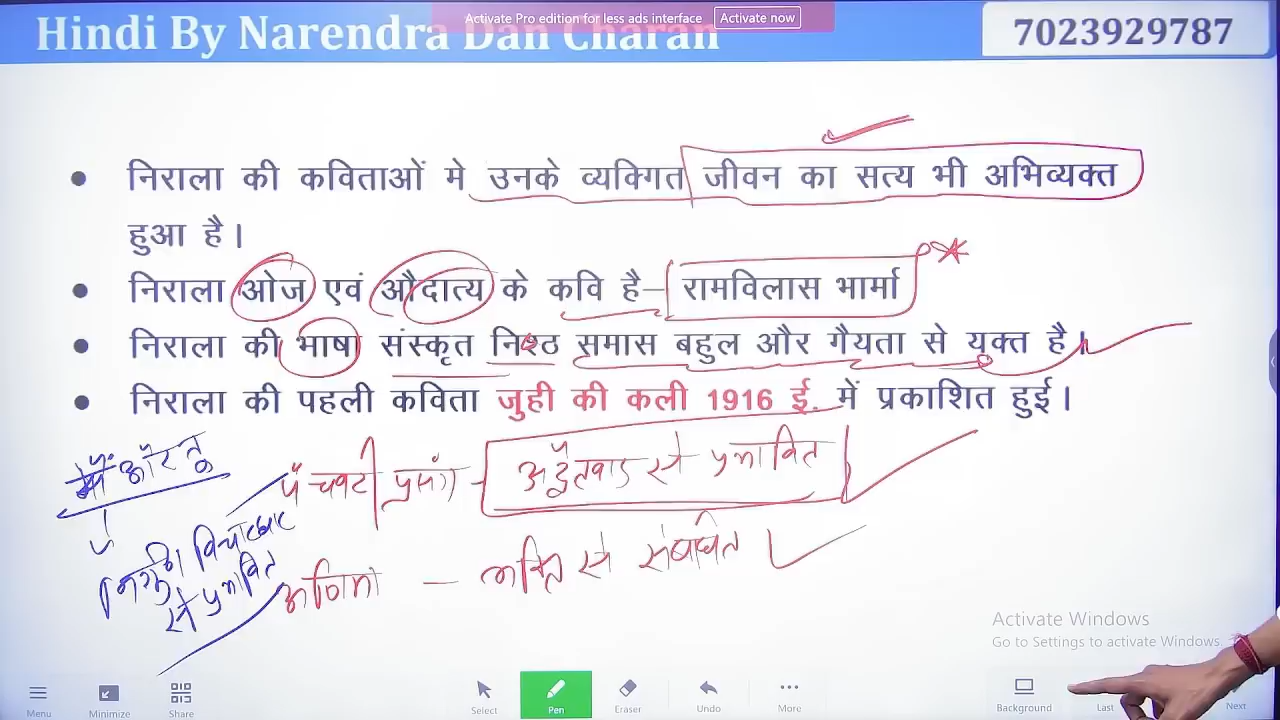 Activate Pro edition for less ads interface Activate now
Hindi By Narendra Dan Charan 7023929787
• निराला की कविताओं मे उनके व्यक्गित जीवन का सत्य भी अभिव्यक्त
हुआ है।
• निराला ओज एवं औदात्य के कवि है– रामविलास भार्मा
• निराला की भाष संस्कृत निश्ठ समास बहुल और गैयता से युक्त है।
• निराला की पहली कविता जुही की कली 1916 ई. में प्रकाशित हुई।
मैं और तू
पंचवटी प्रसंग - अद्वैतवाद से प्रभावित
से प्रभावित
अणिमा – भक्ति से संबंधित
Activate Windows
Go to Settings to activate Windows.
Menu Minimize Share Select Pen Eraser Undo More Background Last Next